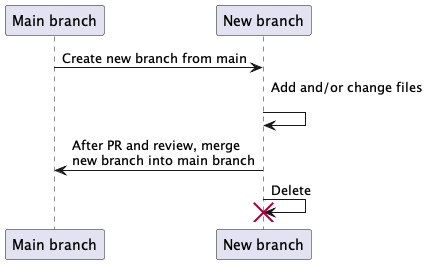 Main branch
New branch
Create new branch from main
Add and/or change files
After PR and review, merge
new branch into main branch
Delete
Main branch
New branch